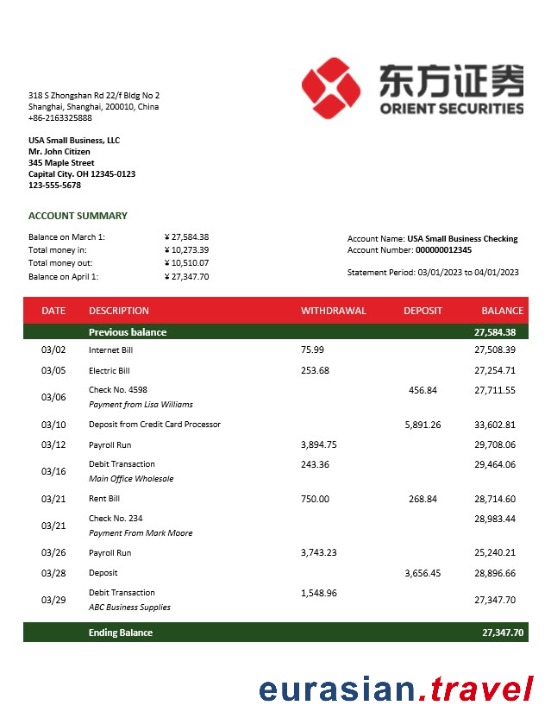 东方证券
ORIENT SECURITIES
318 S Zhongshan Rd 22/f Bldg No 2
Shanghai, Shanghai, 200010, China
+86-2163325888
USA Small Business, LLC
Mr. John Citizen
345 Maple Street
Capital City. OH 12345-0123
123-555-5678
ACCOUNT SUMMARY
Balance on March 1: ¥ 27,584.38
Total money in: ¥ 10,273.39
Total money out: ¥ 10,510.07
Balance on April 1: ¥ 27,347.70
Account Name: USA Small Business Checking
Account Number: 000000012345
Statement Period: 03/01/2023 to 04/01/2023
DATE DESCRIPTION WITHDRAWAL DEPOSIT BALANCE
Previous balance 27,584.38
03/02 Internet Bill 75.99 27,508.39
03/05 Electric Bill 253.68 27,254.71
03/06 Check No. 4598 456.84 27,711.55
Payment from Lisa Williams
03/10 Deposit from Credit Card Processor 5,891.26 33,602.81
03/12 Payroll Run 3,894.75 29,708.06
03/16 Debit Transaction 243.36 29,464.06
Main Office Wholesale
03/21 Rent Bill 750.00 268.84 28,714.60
03/21 Check No. 234 28,983.44
Payment From Mark Moore
03/26 Payroll Run 3,743.23 25,240.21
03/28 Deposit 3,656.45 28,896.66
03/29 Debit Transaction 1,548.96 27,347.70
ABC Business Supplies
Ending Balance 27,347.70
eurasian.travel